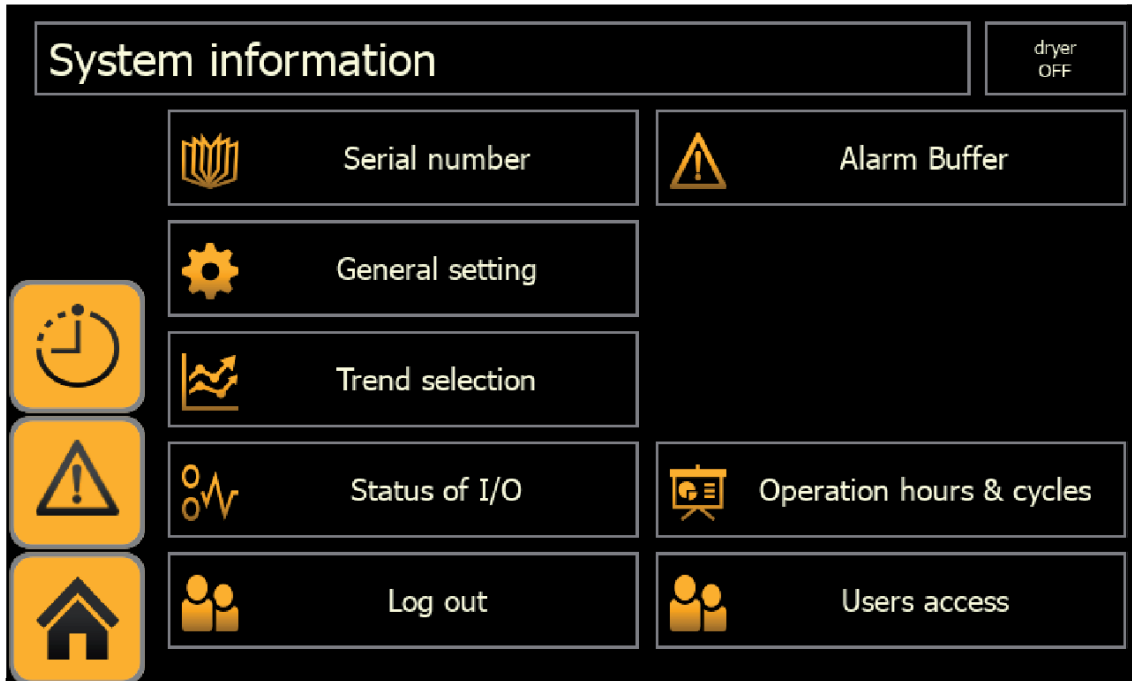 System information
dryer
OFF
Serial number
Alarm Buffer
General setting
Trend selection
Status of I/O
Operation hours & cycles
Log out
Users access